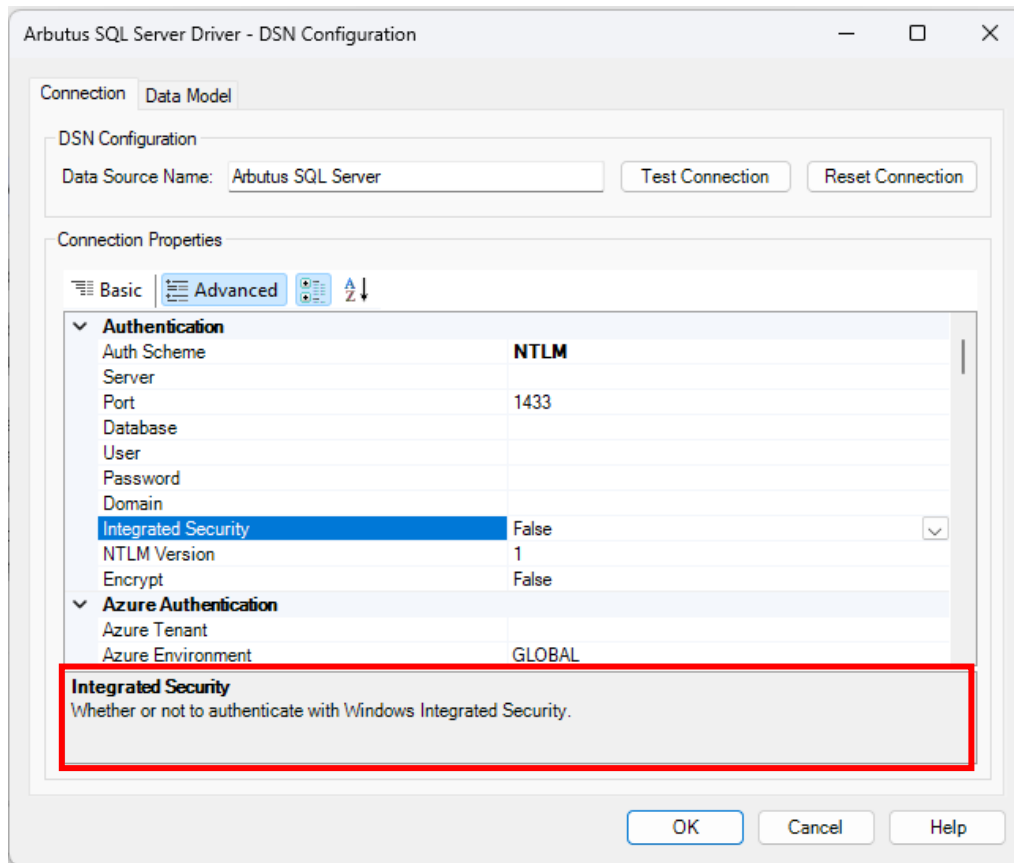 Arbutus SQL Server Driver - DSN Configuration
Connection Data Model
DSN Configuration
Data Source Name: Arbutus SQL Server Test Connection Reset Connection
Connection Properties
Basic Advanced AZ
Authentication
Auth Scheme NTLM
Server
Port 1433
Database
User
Password
Domain
Integrated Security False
NTLM Version 1
Encrypt False
Azure Authentication
Azure Tenant
Azure Environment GLOBAL
Integrated Security
Whether or not to authenticate with Windows Integrated Security.
OK Cancel Help